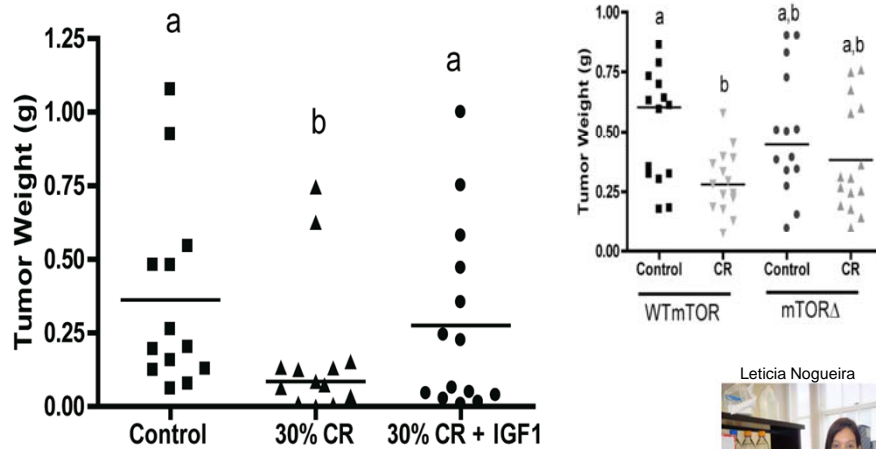 a
b
a
1.25
1.00
0.75
0.50
0.25
0.00
Tumor Weight (g)
Control
30% CR
30% CR + IGF1
a
b
a,b
a,b
1.00
0.75
0.50
0.25
0.00
Tumor Weight (g)
Control
CR
Control
CR
WTmTOR
mTORΔ
Leticia Nogueira